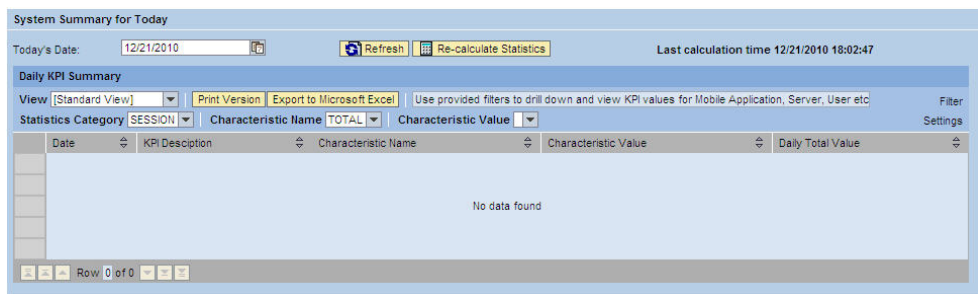 System Summary for Today
Today's Date: 12/21/2010 Refresh Re-calculate Statistics Last calculation time 12/21/2010 18:02:47
Daily KPI Summary
View [Standard View] Print Version Export to Microsoft Excel Use provided filters to drill down and view KPI values for Mobile Application, Server, User etc Filter
Statistics Category SESSION Characteristic Name TOTAL Characteristic Value Settings
Date KPI Desciption Characteristic Name Characteristic Value Daily Total Value
No data found
Row 0 of 0